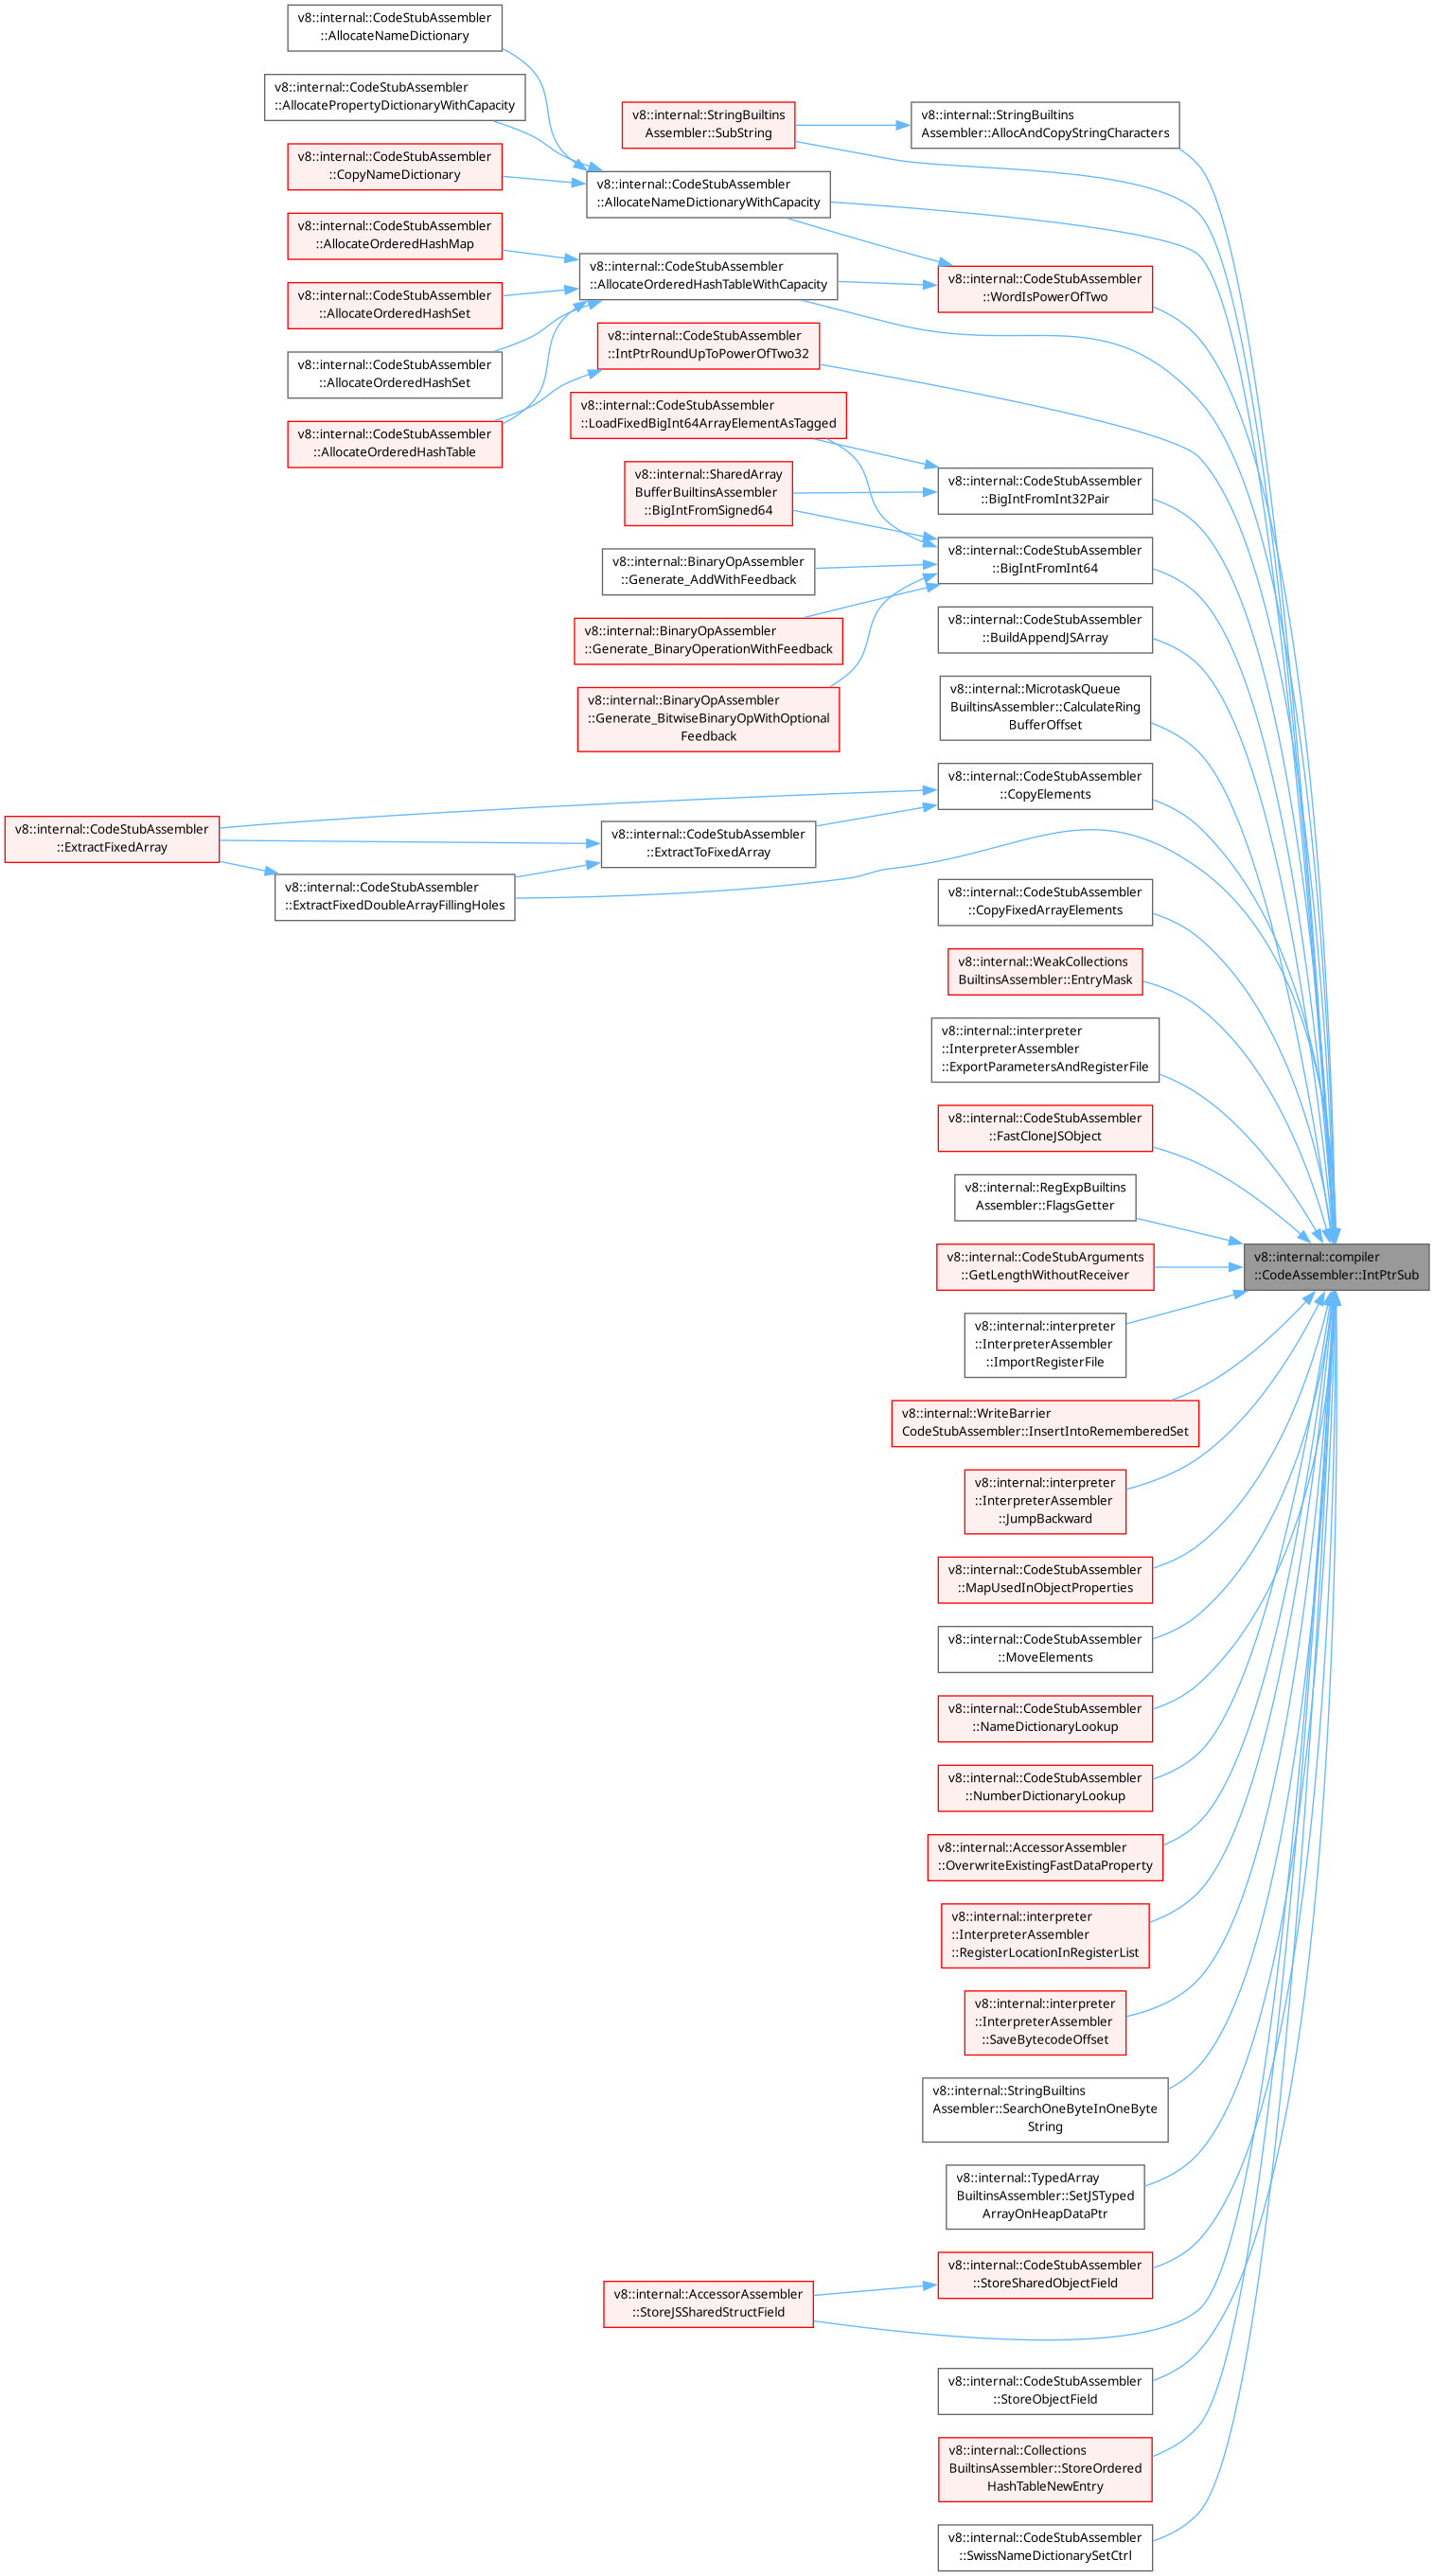 v8::internal::CodeStubAssembler
::AllocateNameDictionary
v8::internal::CodeStubAssembler
::AllocatePropertyDictionaryWithCapacity
v8::internal::StringBuiltins
Assembler::SubString
v8::internal::StringBuiltins
Assembler::AllocAndCopyStringCharacters
v8::internal::CodeStubAssembler
::CopyNameDictionary
v8::internal::CodeStubAssembler
::AllocateNameDictionaryWithCapacity
v8::internal::CodeStubAssembler
::AllocateOrderedHashMap
v8::internal::CodeStubAssembler
::AllocateOrderedHashTableWithCapacity
v8::internal::CodeStubAssembler
::WordIsPowerOfTwo
v8::internal::CodeStubAssembler
::AllocateOrderedHashSet
v8::internal::CodeStubAssembler
::IntPtrRoundUpToPowerOfTwo32
v8::internal::CodeStubAssembler
::AllocateOrderedHashSet
v8::internal::CodeStubAssembler
::LoadFixedBigInt64ArrayElementAsTagged
v8::internal::CodeStubAssembler
::AllocateOrderedHashTable
v8::internal::SharedArray
BufferBuiltinsAssembler
::BigIntFromSigned64
v8::internal::CodeStubAssembler
::BigIntFromInt32Pair
v8::internal::BinaryOpAssembler
::Generate_AddWithFeedback
v8::internal::CodeStubAssembler
::BigIntFromInt64
v8::internal::BinaryOpAssembler
::Generate_BinaryOperationWithFeedback
v8::internal::CodeStubAssembler
::BuildAppendJSArray
v8::internal::BinaryOpAssembler
::Generate_BitwiseBinaryOpWithOptional
Feedback
v8::internal::MicrotaskQueue
BuiltinsAssembler::CalculateRing
BufferOffset
v8::internal::CodeStubAssembler
::CopyElements
v8::internal::CodeStubAssembler
::ExtractFixedArray
v8::internal::CodeStubAssembler
::ExtractToFixedArray
v8::internal::CodeStubAssembler
::ExtractFixedDoubleArrayFillingHoles
v8::internal::CodeStubAssembler
::CopyFixedArrayElements
v8::internal::WeakCollections
BuiltinsAssembler::EntryMask
v8::internal::interpreter
::InterpreterAssembler
::ExportParametersAndRegisterFile
v8::internal::CodeStubAssembler
::FastCloneJSObject
v8::internal::RegExpBuiltins
Assembler::FlagsGetter
v8::internal::CodeStubArguments
::GetLengthWithoutReceiver
v8::internal::compiler
::CodeAssembler::IntPtrSub
v8::internal::interpreter
::InterpreterAssembler
::ImportRegisterFile
v8::internal::WriteBarrier
CodeStubAssembler::InsertIntoRememberedSet
v8::internal::interpreter
::InterpreterAssembler
::JumpBackward
v8::internal::CodeStubAssembler
::MapUsedInObjectProperties
v8::internal::CodeStubAssembler
::MoveElements
v8::internal::CodeStubAssembler
::NameDictionaryLookup
v8::internal::CodeStubAssembler
::NumberDictionaryLookup
v8::internal::AccessorAssembler
::OverwriteExistingFastDataProperty
v8::internal::interpreter
::InterpreterAssembler
::RegisterLocationInRegisterList
v8::internal::interpreter
::InterpreterAssembler
::SaveBytecodeOffset
v8::internal::StringBuiltins
Assembler::SearchOneByteInOneByte
String
v8::internal::TypedArray
BuiltinsAssembler::SetJSTyped
ArrayOnHeapDataPtr
v8::internal::CodeStubAssembler
::StoreSharedObjectField
v8::internal::AccessorAssembler
::StoreJSSharedStructField
v8::internal::CodeStubAssembler
::StoreObjectField
v8::internal::Collections
BuiltinsAssembler::StoreOrdered
HashTableNewEntry
v8::internal::CodeStubAssembler
::SwissNameDictionarySetCtrl